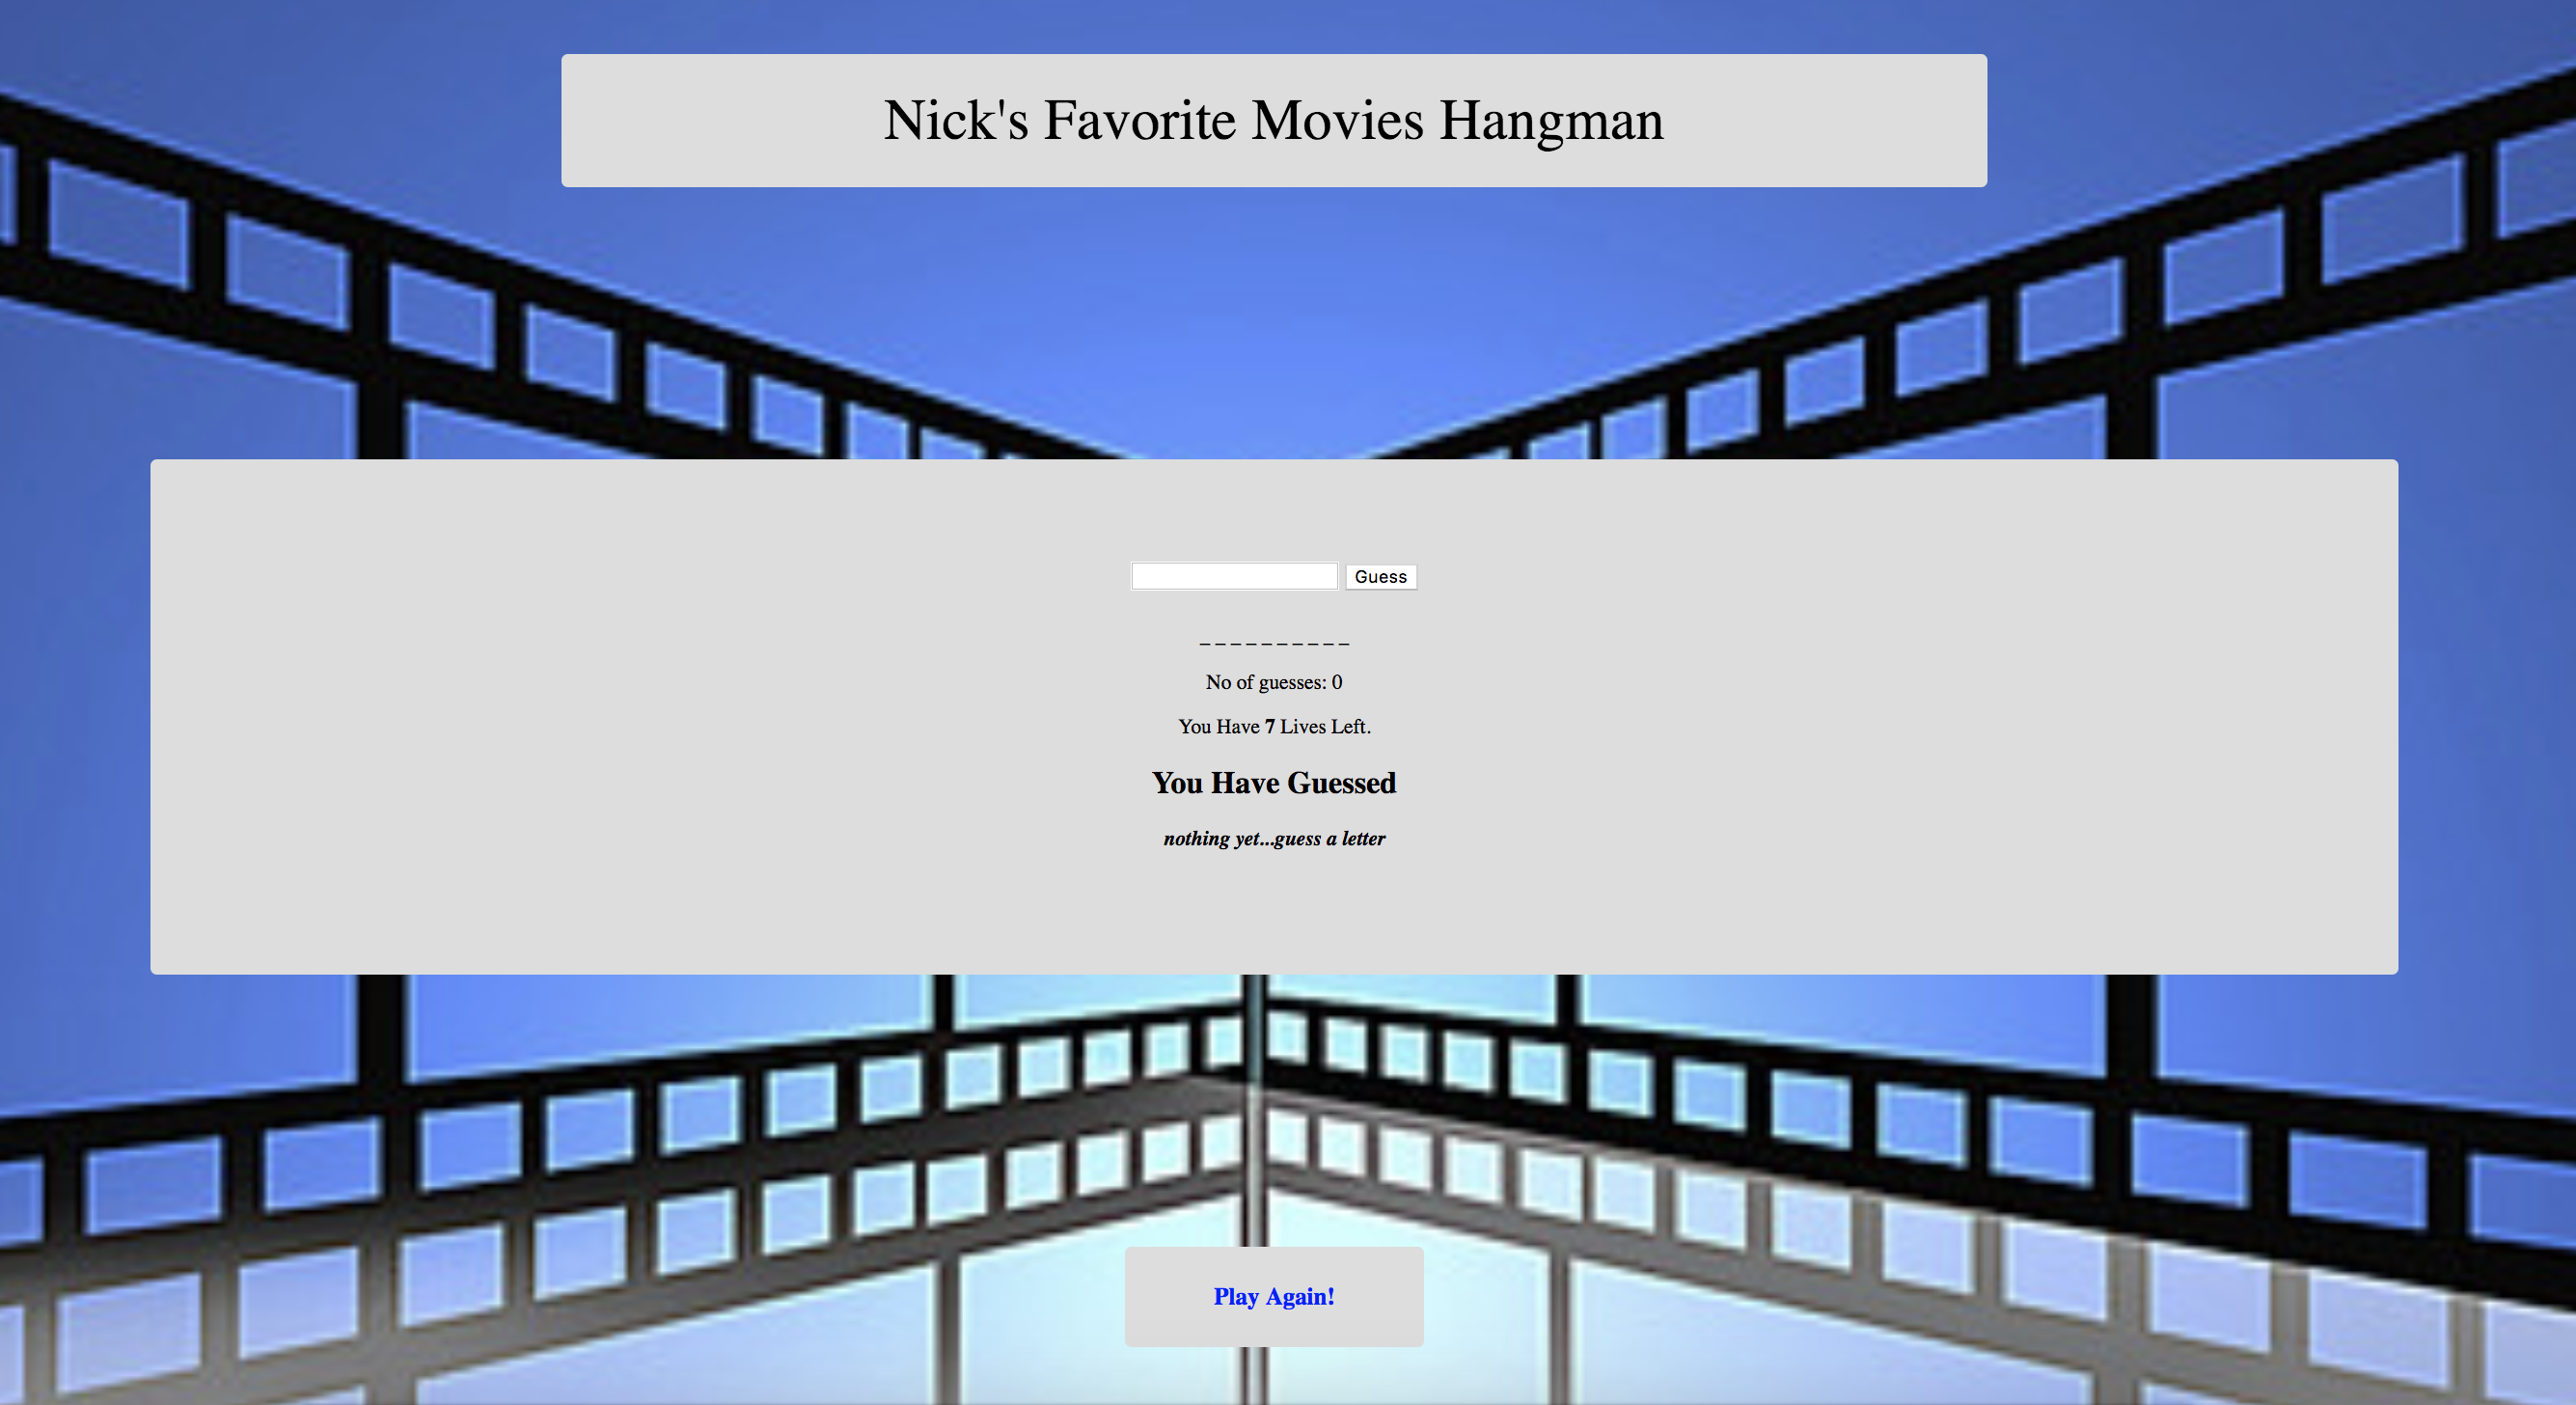 Nick's Favorite Movies Hangman
Guess
_ _ _ _ _ _ _ _ _ _
No of guesses: 0
You Have 7 Lives Left.
You Have Guessed
nothing yet...guess a letter
Play Again!